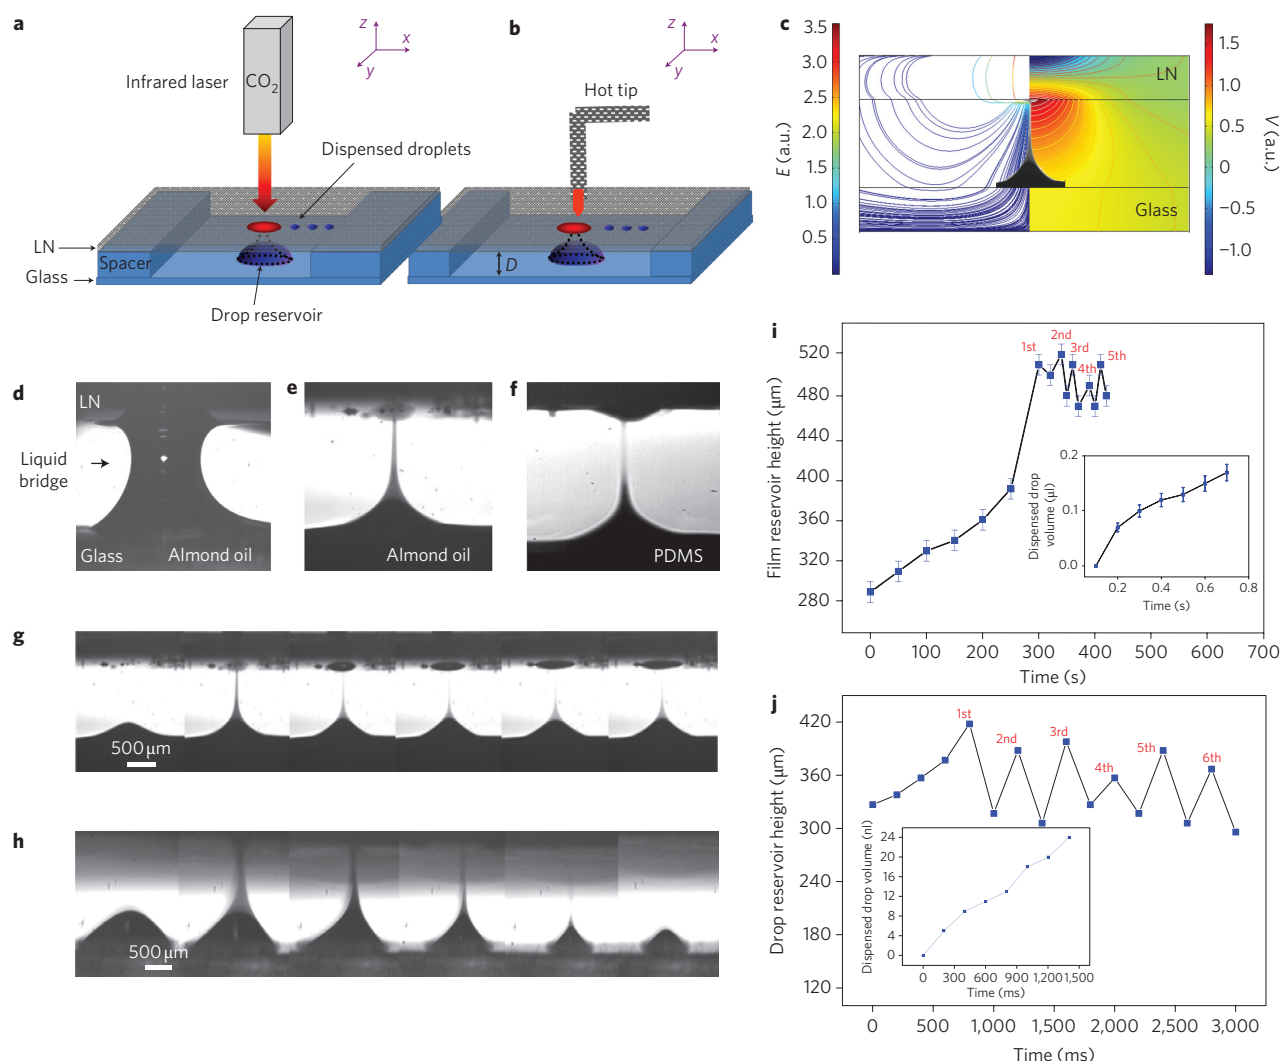 a
z
x
y
Infrared laser
CO2
Dispensed droplets
LN
Spacer
Glass
Drop reservoir
b
z
x
y
Hot tip
D
c
3.5
3.0
2.5
2.0
1.5
1.0
0.5
E (a.u.)
LN
Glass
1.5
1.0
0.5
0
−0.5
−1.0
V (a.u.)
d
LN
Liquid bridge
Glass
Almond oil
e
Almond oil
f
PDMS
g
500 μm
h
500 μm
i
Film reservoir height (μm)
520
480
440
400
360
320
280
1st
2nd
3rd
4th
5th
0
100
200
300
400
500
600
700
Time (s)
Dispensed drop volume (μl)
0.2
0.1
0.0
0.2
0.4
0.6
0.8
Time (s)
j
Drop reservoir height (μm)
420
360
300
240
180
120
1st
2nd
3rd
4th
5th
6th
0
500
1,000
1,500
2,000
2,500
3,000
Time (ms)
Dispensed drop volume (nl)
24
20
16
12
8
4
0
0
300
600
900
1,200
1,500
Time (ms)